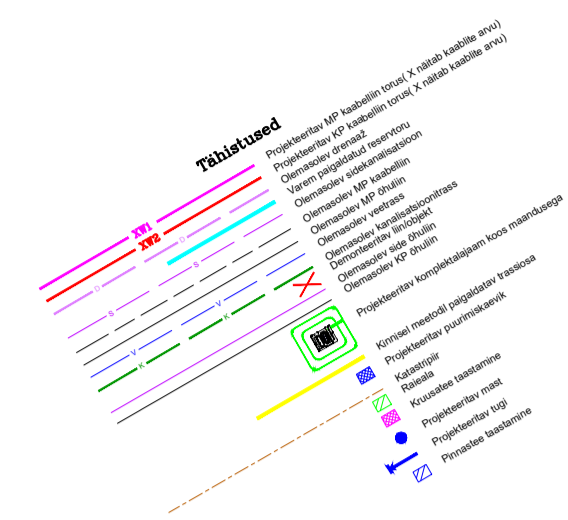 Tähistused
Projekteeritav MP kaabelliin torus( X näitab kaablite arvu)
Projekteeritav KP kaabelliin torus( X näitab kaablite arvu)
Olemasolev drenaaž
Varem paigaldatud reservtoru
Olemasolev sidekanalisatsioon
Olemasolev MP kaabelliin
Olemasolev MP õhuliin
Olemasolev veetrass
Olemasolev kanalisatsioonitrass
Demonteeritav liin/objekt
Olemasolev side õhuliin
Olemasolev KP õhuliin
Projekteeritav komplektalajaam koos maandusega
Kinnisel meetodil paigaldatav trassiosa
Projekteeritav puurimiskaevik
Katastripiir
Raieala
Kruusatee taastamine
Projekteeritav mast
Projekteeritav tugi
Pinnastee taastamine
XW1
XW2
D
D
S
S
V
V
K
K